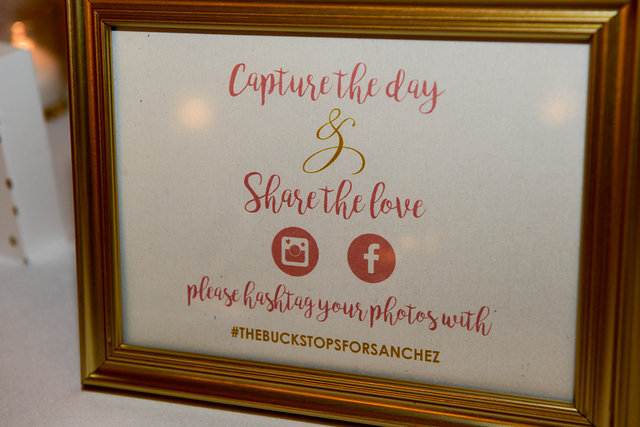 Capture the day
&
Share the love
f
please hashtag your photos with
#THEBUCKSTOPSFORSANCHEZ